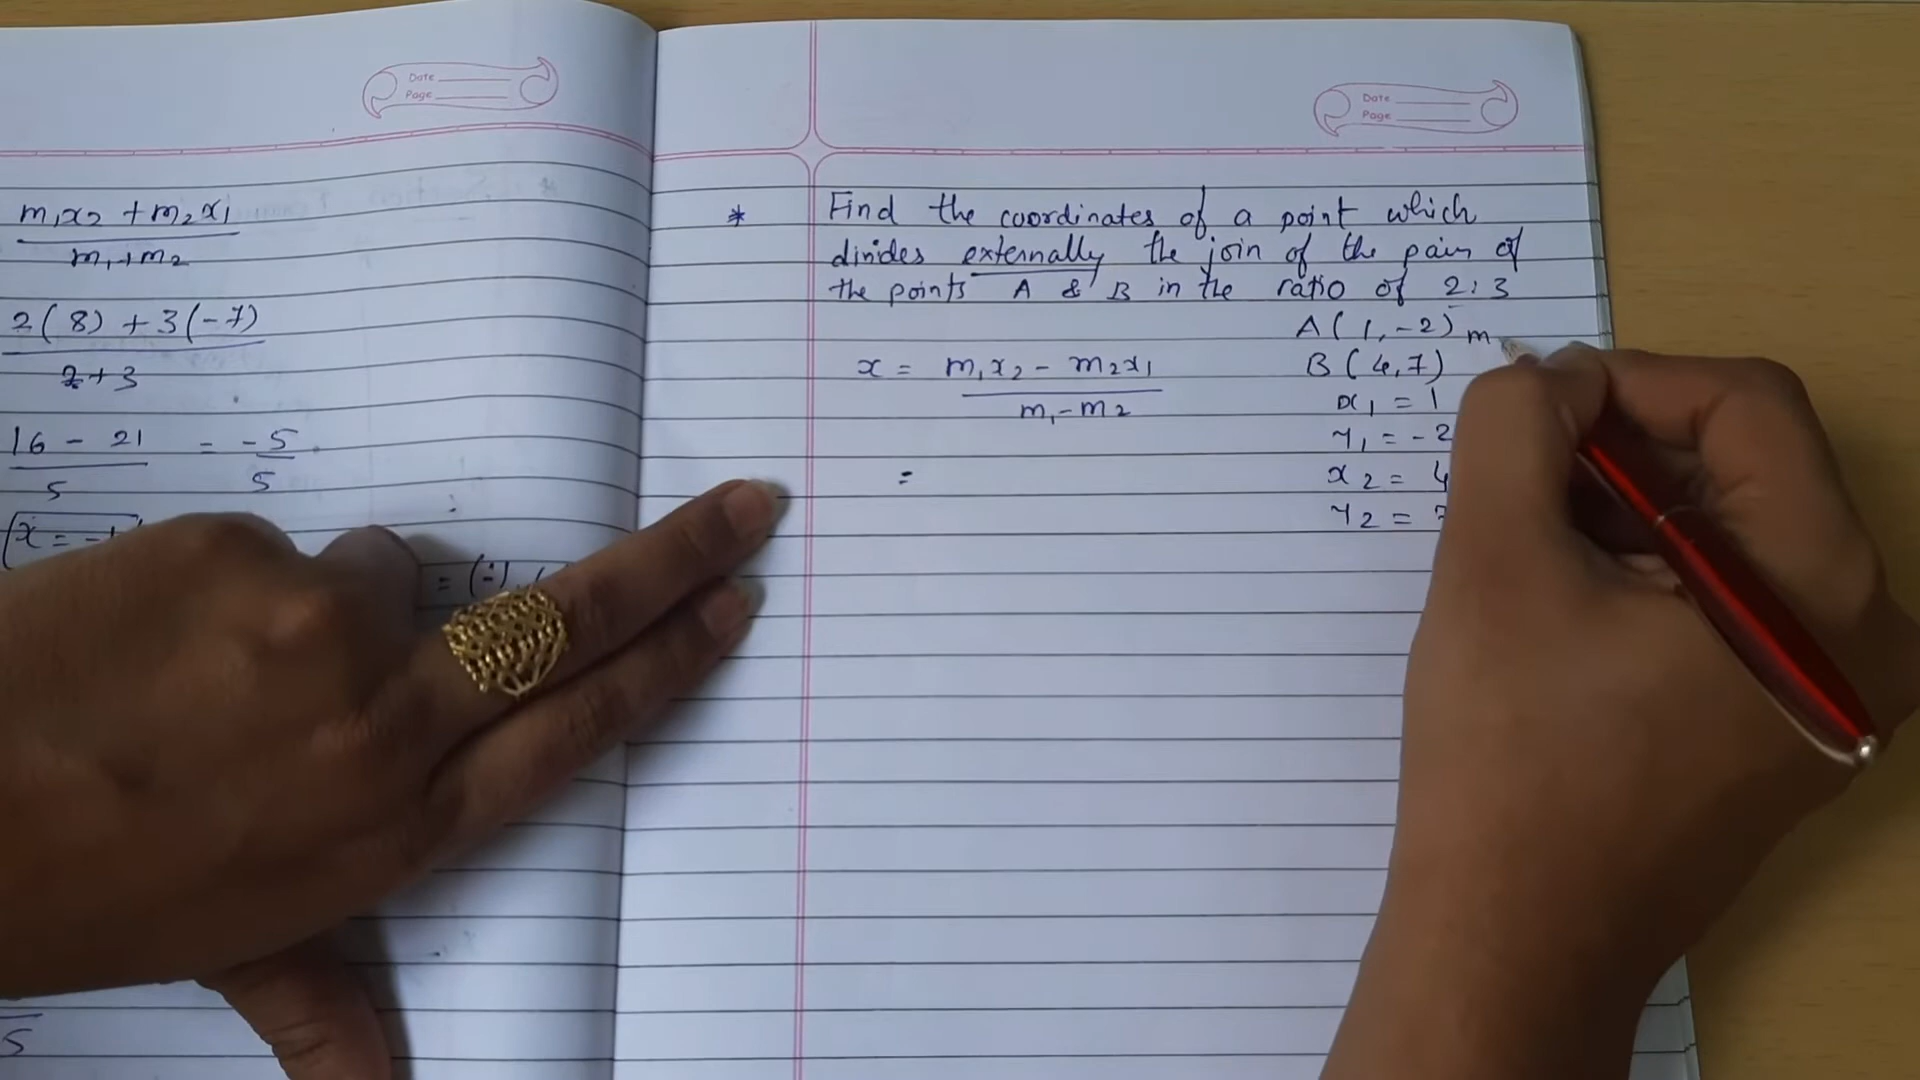 Date
Page
m₁x₂ + m₂x₁
m₁+m₂
2(8) + 3(-7)
2+3
16 - 21 = -5
5 5
x = -1
5
Date
Page
* Find the coordinates of a point which
divides externally the join of the pair of
the points A & B in the ratio of 2:3
A(1,-2) m
B(4,7)
x = m₁x₂ - m₂x₁
m₁-m₂
x₁ = 1
y₁ = -2
= x₂ = 4
y₂ =